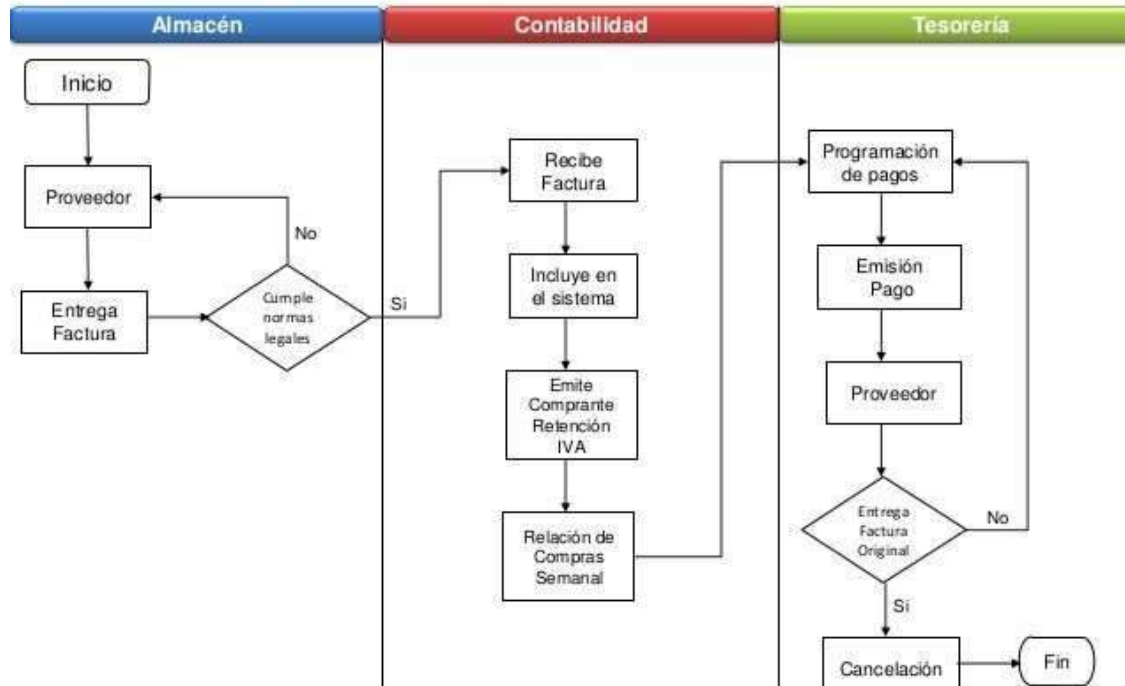 Almacén
Contabilidad
Tesorería
Inicio
Proveedor
No
Entrega
Factura
Cumple
normas
legales
Si
Recibe
Factura
Incluye en
el sistema
Emite
Comprante
Retención
IVA
Relación de
Compras
Semanal
Programación
de pagos
Emisión
Pago
Proveedor
Entrega
Factura
Original
No
Si
Cancelación
Fin